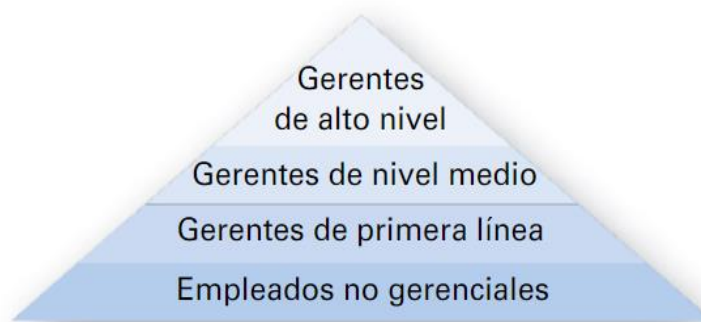 Gerentes
de alto nivel
Gerentes de nivel medio
Gerentes de primera línea
Empleados no gerenciales